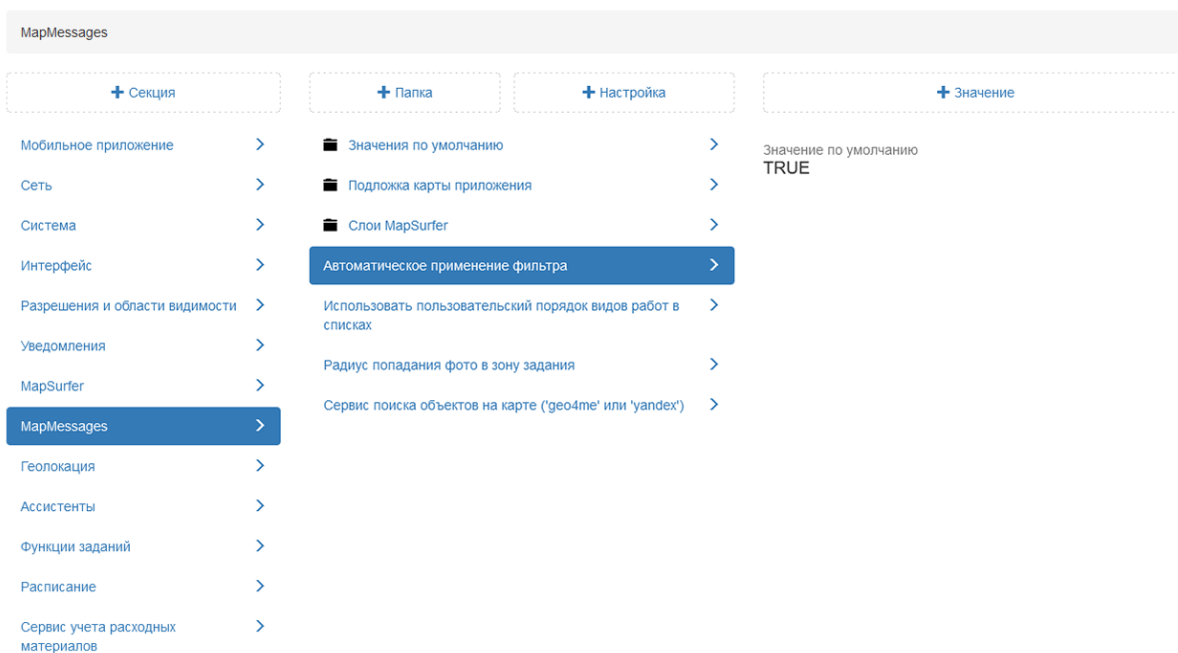 MapMessages
+ Секция
Мобильное приложение
Сеть
Система
Интерфейс
Разрешения и области видимости
Уведомления
MapSurfer
MapMessages
Геолокация
Ассистенты
Функции заданий
Расписание
Сервис учета расходных
материалов
+ Папка
+ Настройка
Значения по умолчанию
Подложка карты приложения
Слои MapSurfer
Автоматическое применение фильтра
Использовать пользовательский порядок видов работ в
списках
Радиус попадания фото в зону задания
Сервис поиска объектов на карте ('geo4me' или 'yandex')
+ Значение
Значение по умолчанию
TRUE